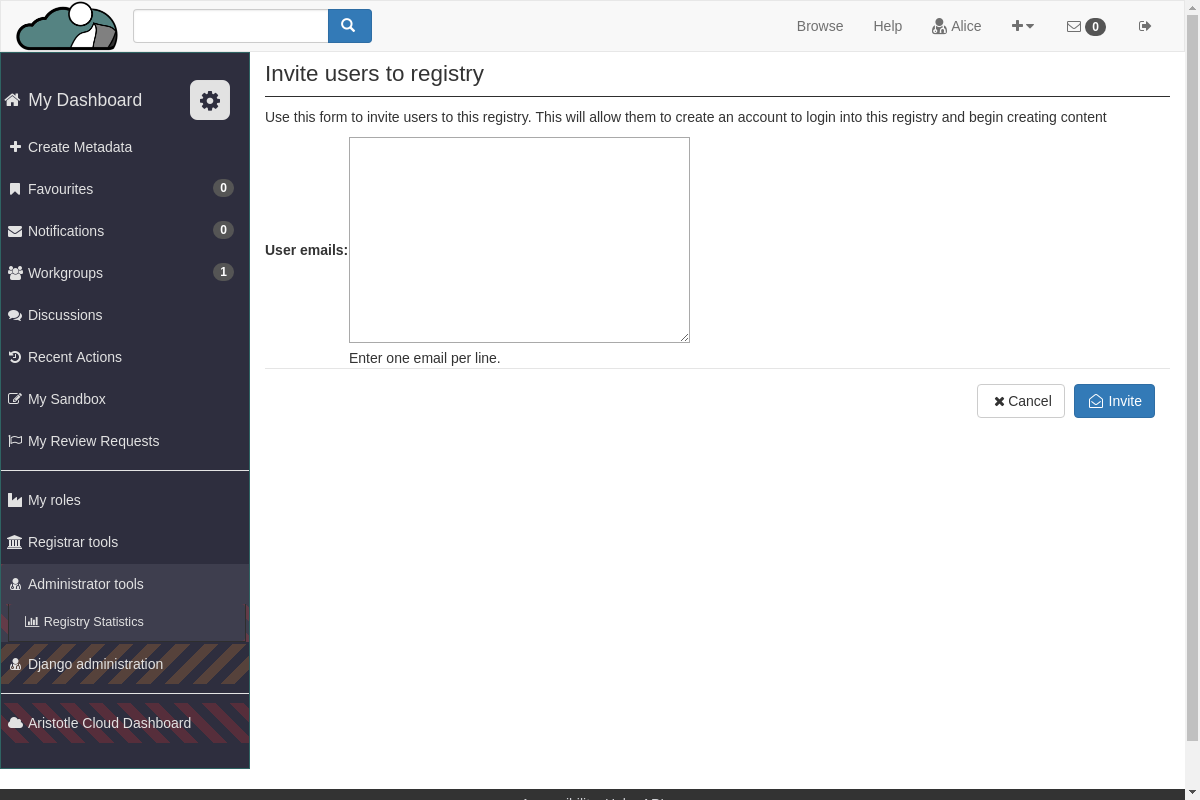 Browse
Help
Alice
0
My Dashboard
Create Metadata
Favourites 0
Notifications 0
Workgroups 1
Discussions
Recent Actions
My Sandbox
My Review Requests
My roles
Registrar tools
Administrator tools
Registry Statistics
Django administration
Aristotle Cloud Dashboard
Invite users to registry
Use this form to invite users to this registry. This will allow them to create an account to login into this registry and begin creating content
User emails:
Enter one email per line.
Cancel
Invite